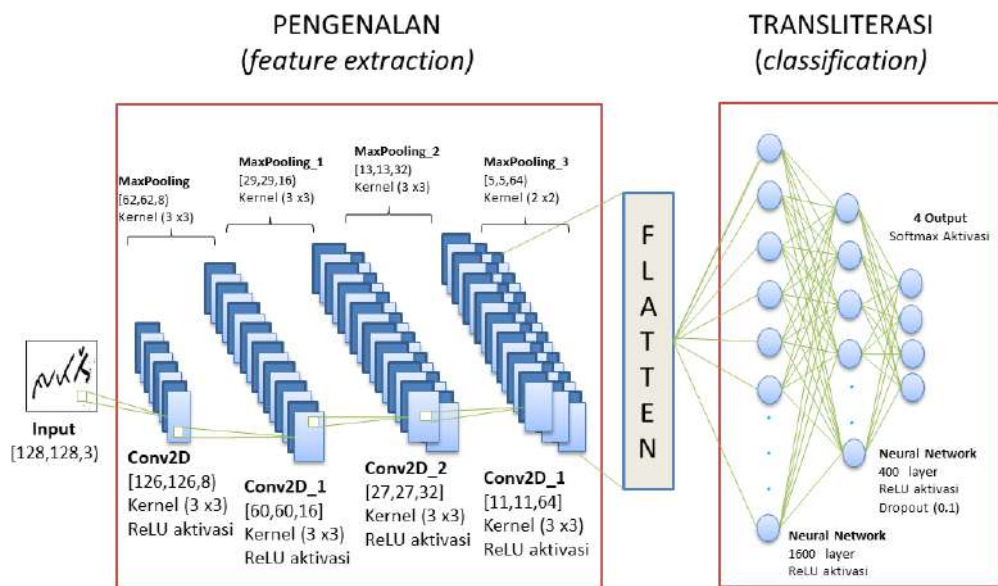 PENGENALAN
(feature extraction)
TRANSLITERASI
(classification)
MaxPooling
[62,62,8)
Kernel (3 x3)
MaxPooling_1
[29,29,16)
Kernel (3 x3)
MaxPooling_2
[13,13,32)
Kernel (3 x3)
MaxPooling_3
[5,5,64)
Kernel (2 x2)
Input
[128,128,3)
Conv2D
[126,126,8)
Kernel (3 x3)
ReLU aktivasi
Conv2D_1
[60,60,16]
Kernel (3 x3)
ReLU aktivasi
Conv2D_2
[27,27,32]
Kernel (3 x3)
ReLU aktivasi
Conv2D_1
[11,11,64]
Kernel (3 x3)
ReLU aktivasi
F
L
A
T
T
E
N
4 Output
Softmax Aktivasi
Neural Network
400 layer
ReLU aktivasi
Dropout (0.1)
Neural Network
1600 layer
ReLU aktivasi